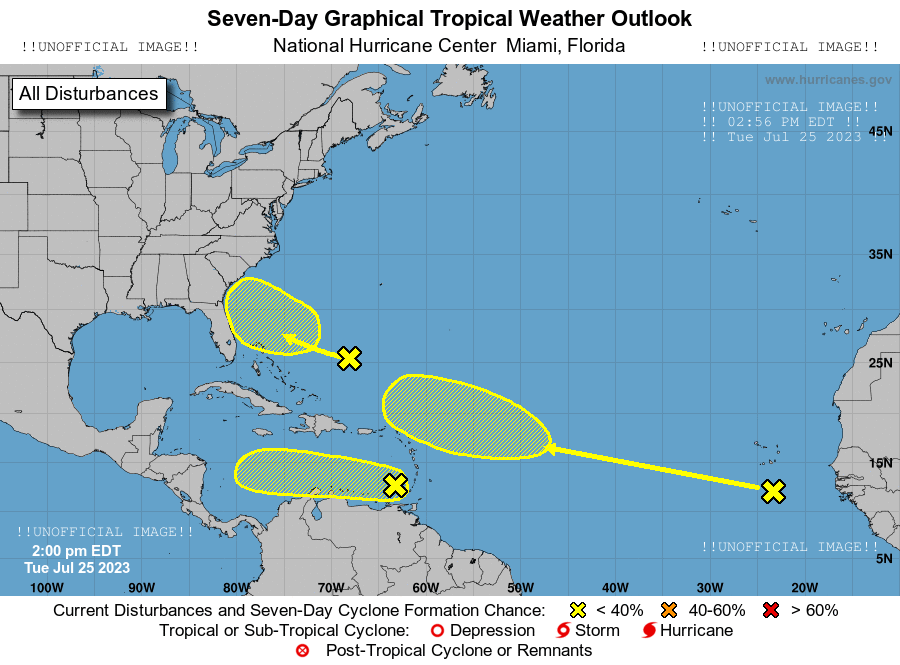 Seven-Day Graphical Tropical Weather Outlook
!!UNOFFICIAL IMAGE!! National Hurricane Center Miami, Florida !!UNOFFICIAL IMAGE!!
All Disturbances
www.hurricanes.gov
!!UNOFFICIAL IMAGE!!
!! 02:56 PM EDT !!
!! Tue Jul 25 2023 !!
45N
35N
25N
15N
!!UNOFFICIAL IMAGE!!
2:00 pm EDT
Tue Jul 25 2023
!!UNOFFICIAL IMAGE!!
5N
100W 90W 80W 70W 60W 50W 40W 30W 20W
Current Disturbances and Seven-Day Cyclone Formation Chance: < 40% 40-60% > 60%
Tropical or Sub-Tropical Cyclone: Depression Storm Hurricane
Post-Tropical Cyclone or Remnants